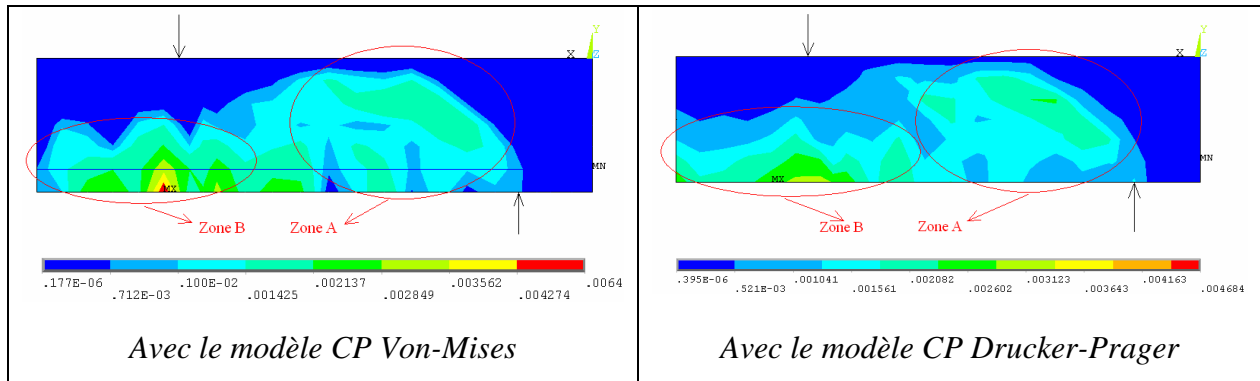 Y
X Z
MN
MX
Zone B Zone A
.177E-06 .100E-02 .002137 .003562 .0064
.712E-03 .001425 .002849 .004274
Avec le modèle CP Von-Mises
Y
X Z
MN
MX
Zone B Zone A
.395E-06 .001041 .002082 .003123 .004163
.521E-03 .001561 .002602 .003643 .004684
Avec le modèle CP Drucker-Prager